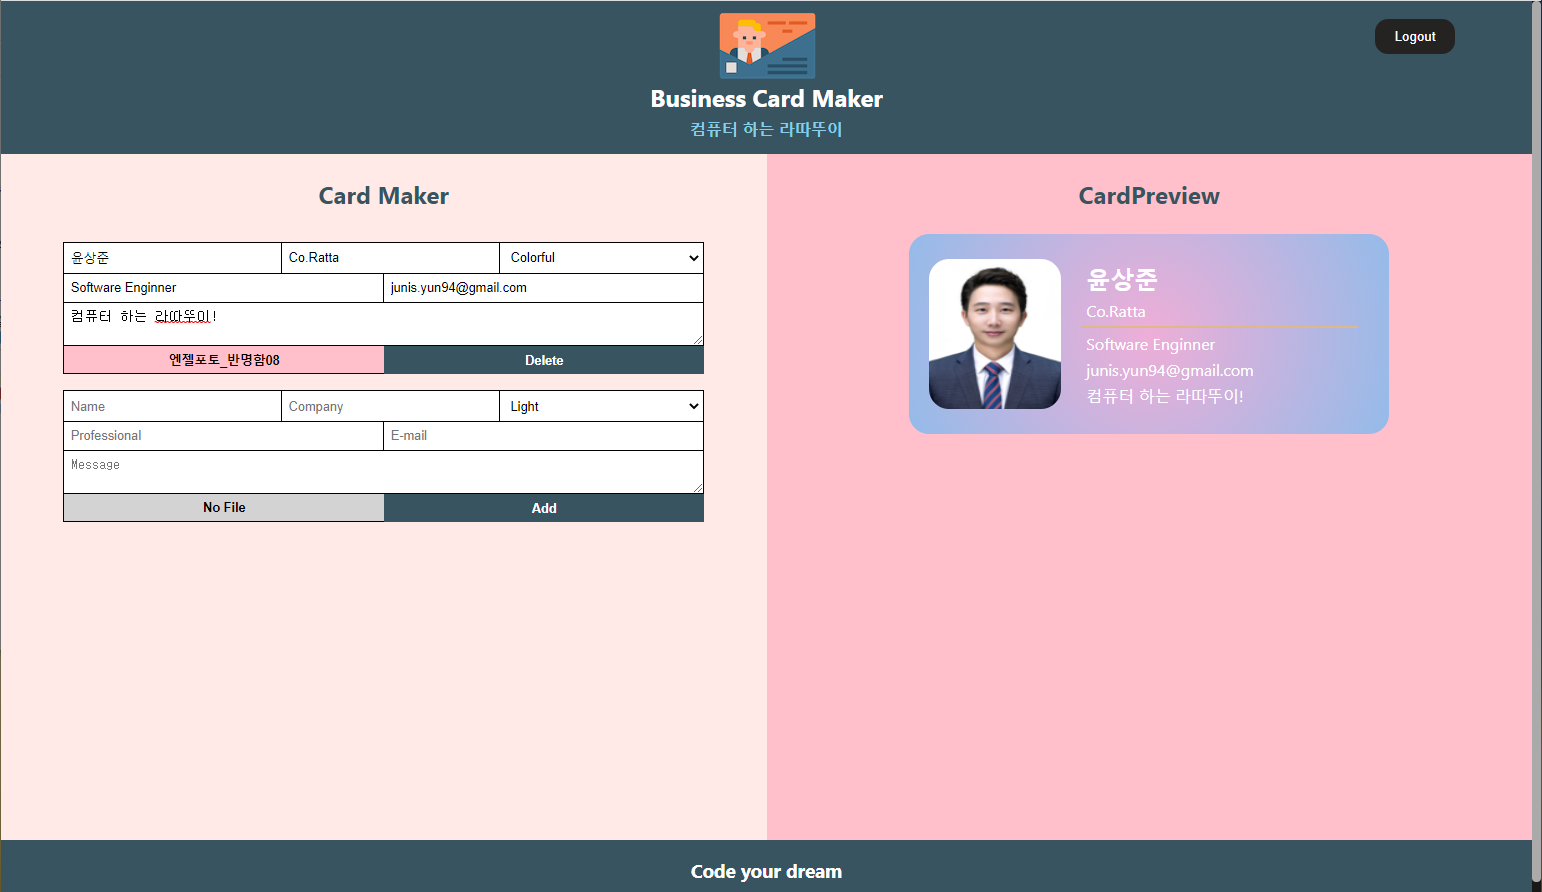 Logout
Business Card Maker
컴퓨터 하는 라따뚜이
Card Maker
윤상준 Co.Ratta Colorful
Software Enginner junis.yun94@gmail.com
컴퓨터 하는 라따뚜이!
엔젤포토_반명함08 Delete
Name Company Light
Professional E-mail
Message
No File Add
CardPreview
윤상준
Co.Ratta
Software Enginner
junis.yun94@gmail.com
컴퓨터 하는 라따뚜이!
Code your dream